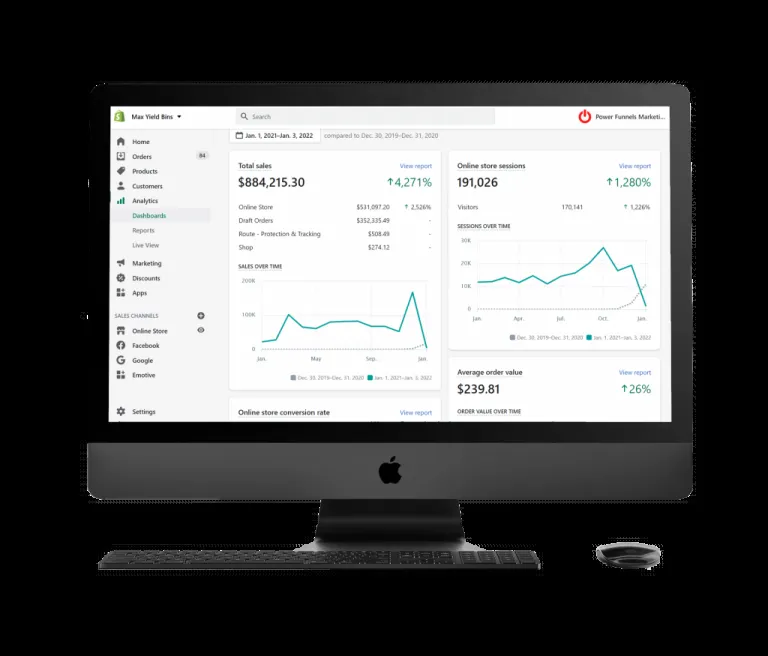 Max Yield Bins
Search
Power Funnels Marketi...
Jan. 1, 2021–Jan. 3, 2022 compared to Dec. 30, 2019–Dec. 31, 2020
Home
Orders 84
Products
Customers
Analytics
Dashboards
Reports
Live View
Marketing
Discounts
Apps
SALES CHANNELS
Online Store
Facebook
Google
Emotive
Settings
Total sales View report
$884,215.30 ↑4,271%
Online Store $531,097.20 ↑ 2,526%
Draft Orders $352,335.49 -
Route - Protection & Tracking $508.49 -
Shop $274.12 -
SALES OVER TIME
200K
100K
0
Jan. May Sep... Jan.
Dec. 30, 2019–Dec. 31, 2020 Jan. 1, 2021–Jan. 3, 2022
Online store conversion rate View report
Online store sessions View report
191,026 ↑1,280%
Visitors 170,141 ↑ 1,226%
SESSIONS OVER TIME
30K
20K
10K
0
Jan. Apr. Jul. Oct. Jan.
Dec. 30, 2019–Dec. 31, 2020 Jan. 1, 2021–Jan. 3, 2022
Average order value View report
$239.81 ↑26%
ORDER VALUE OVER TIME